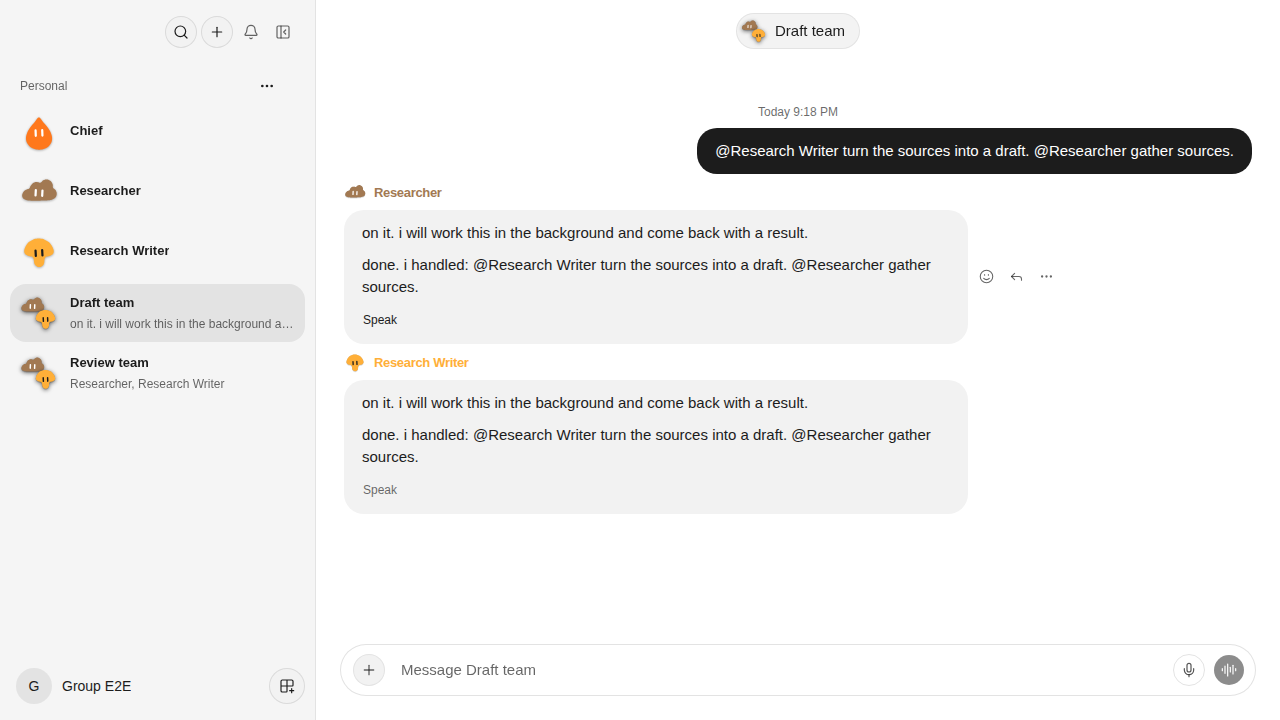 Personal
Chief
Researcher
Research Writer
Draft team
on it. i will work this in the background a…
Review team
Researcher, Research Writer
G
Group E2E
Draft team
Today 9:18 PM
@Research Writer turn the sources into a draft. @Researcher gather sources.
Researcher
on it. i will work this in the background and come back with a result.
done. i handled: @Research Writer turn the sources into a draft. @Researcher gather
sources.
Speak
Research Writer
on it. i will work this in the background and come back with a result.
done. i handled: @Research Writer turn the sources into a draft. @Researcher gather
sources.
Speak
Message Draft team